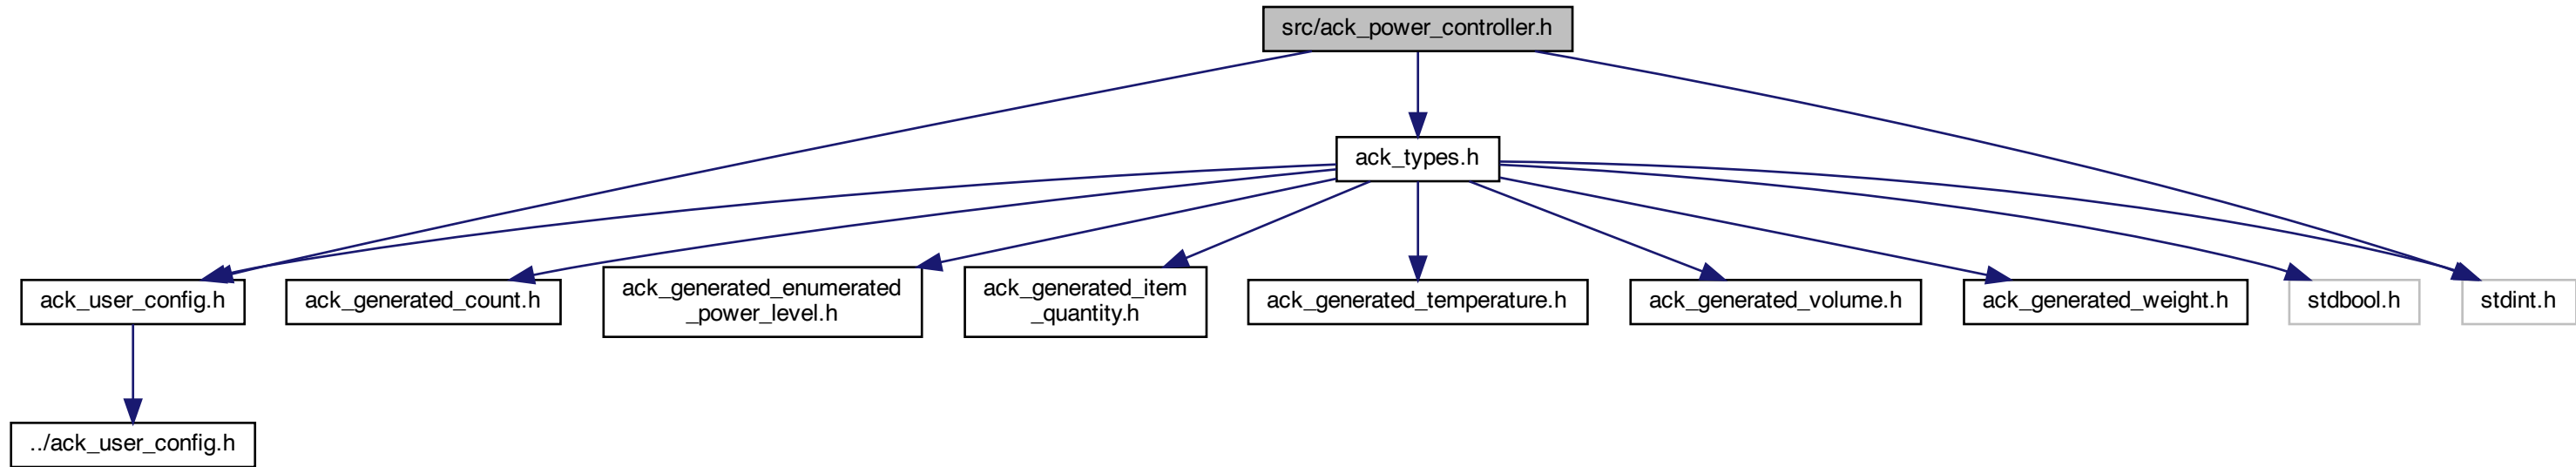 src/ack_power_controller.h
ack_types.h
ack_user_config.h
ack_generated_count.h
ack_generated_enumerated
_power_level.h
ack_generated_item
_quantity.h
ack_generated_temperature.h
ack_generated_volume.h
ack_generated_weight.h
stdbool.h
stdint.h
../ack_user_config.h